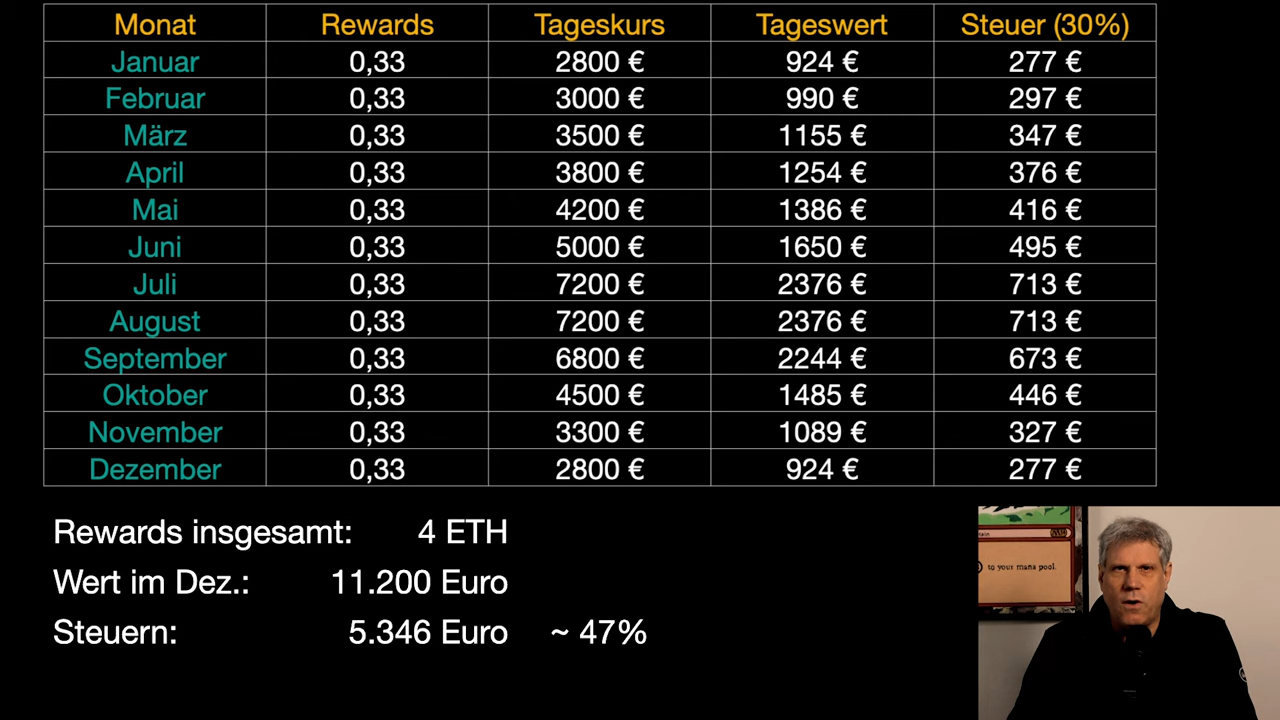 Monat Rewards Tageskurs Tageswert Steuer (30%)
Januar 0,33 2800 € 924 € 277 €
Februar 0,33 3000 € 990 € 297 €
März 0,33 3500 € 1155 € 347 €
April 0,33 3800 € 1254 € 376 €
Mai 0,33 4200 € 1386 € 416 €
Juni 0,33 5000 € 1650 € 495 €
Juli 0,33 7200 € 2376 € 713 €
August 0,33 7200 € 2376 € 713 €
September 0,33 6800 € 2244 € 673 €
Oktober 0,33 4500 € 1485 € 446 €
November 0,33 3300 € 1089 € 327 €
Dezember 0,33 2800 € 924 € 277 €
Rewards insgesamt: 4 ETH
Wert im Dez.: 11.200 Euro
Steuern: 5.346 Euro ~ 47%
to your mana pool.